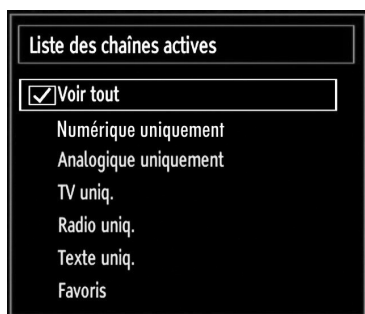 Liste des chaînes actives
Voir tout
Numérique uniquement
Analogique uniquement
TV uniq.
Radio uniq.
Texte uniq.
Favoris